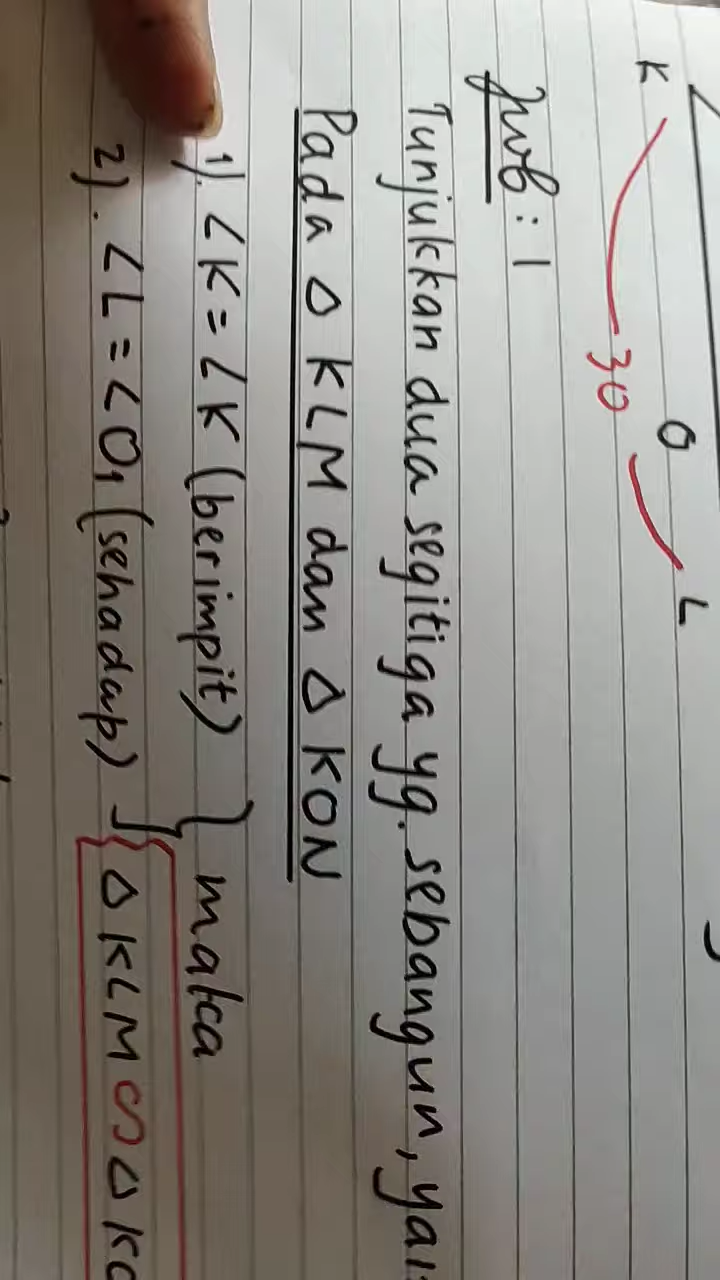 K O L
30
Jwb : 1
Tunjukkan dua segitiga yg. sebangun, yai
Pada Δ KLM dan Δ KON
1). ∠K = ∠K (berimpit) } maka
2). ∠L = ∠O₁ (sehadap) } Δ KLM ∽ Δ KO